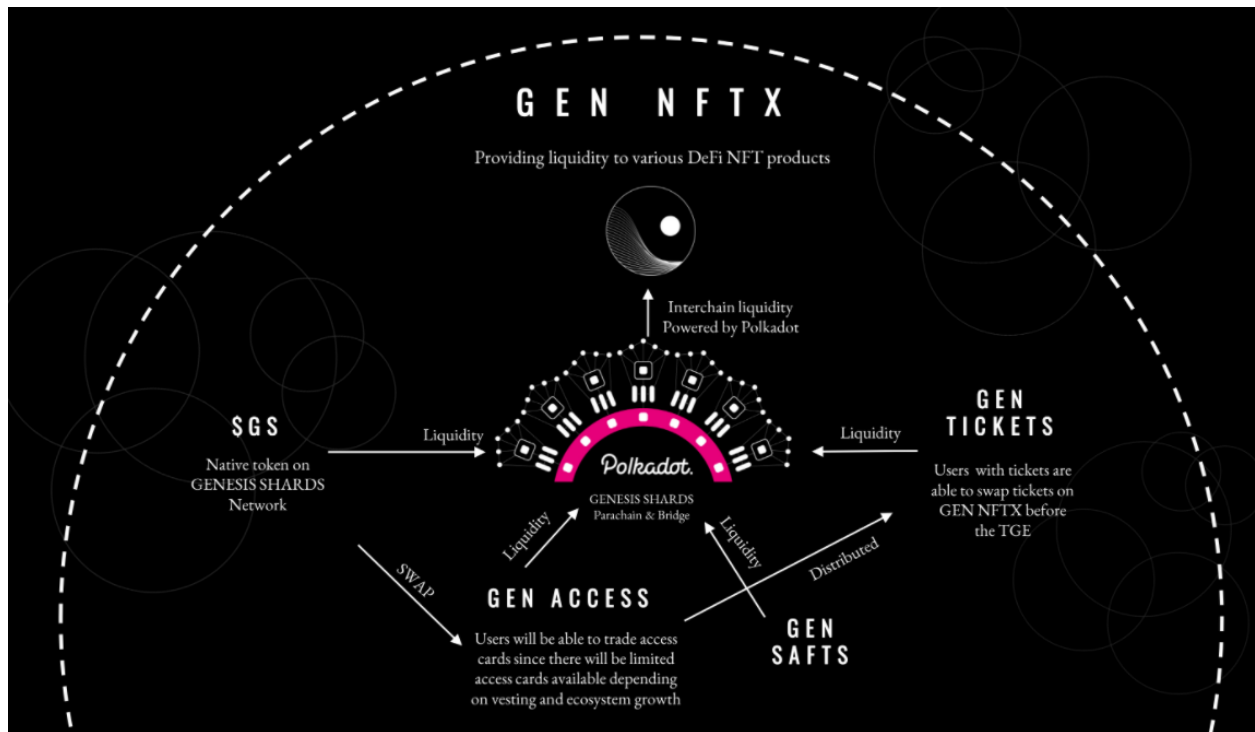 GEN NFTX
Providing liquidity to various DeFi NFT products
Interchain liquidity
Powered by Polkadot
$GS
Native token on
GENESIS SHARDS
Network
Liquidity
Polkadot.
GENESIS SHARDS
Parachain & Bridge
Liquidity
GEN
TICKETS
Users with tickets are
able to swap tickets on
GEN NFTX before
the TGE
SWAP
Liquidity
Liquidity
Distributed
GEN ACCESS
Users will be able to trade access
cards since there will be limited
access cards available depending
on vesting and ecosystem growth
GEN
SAFTS